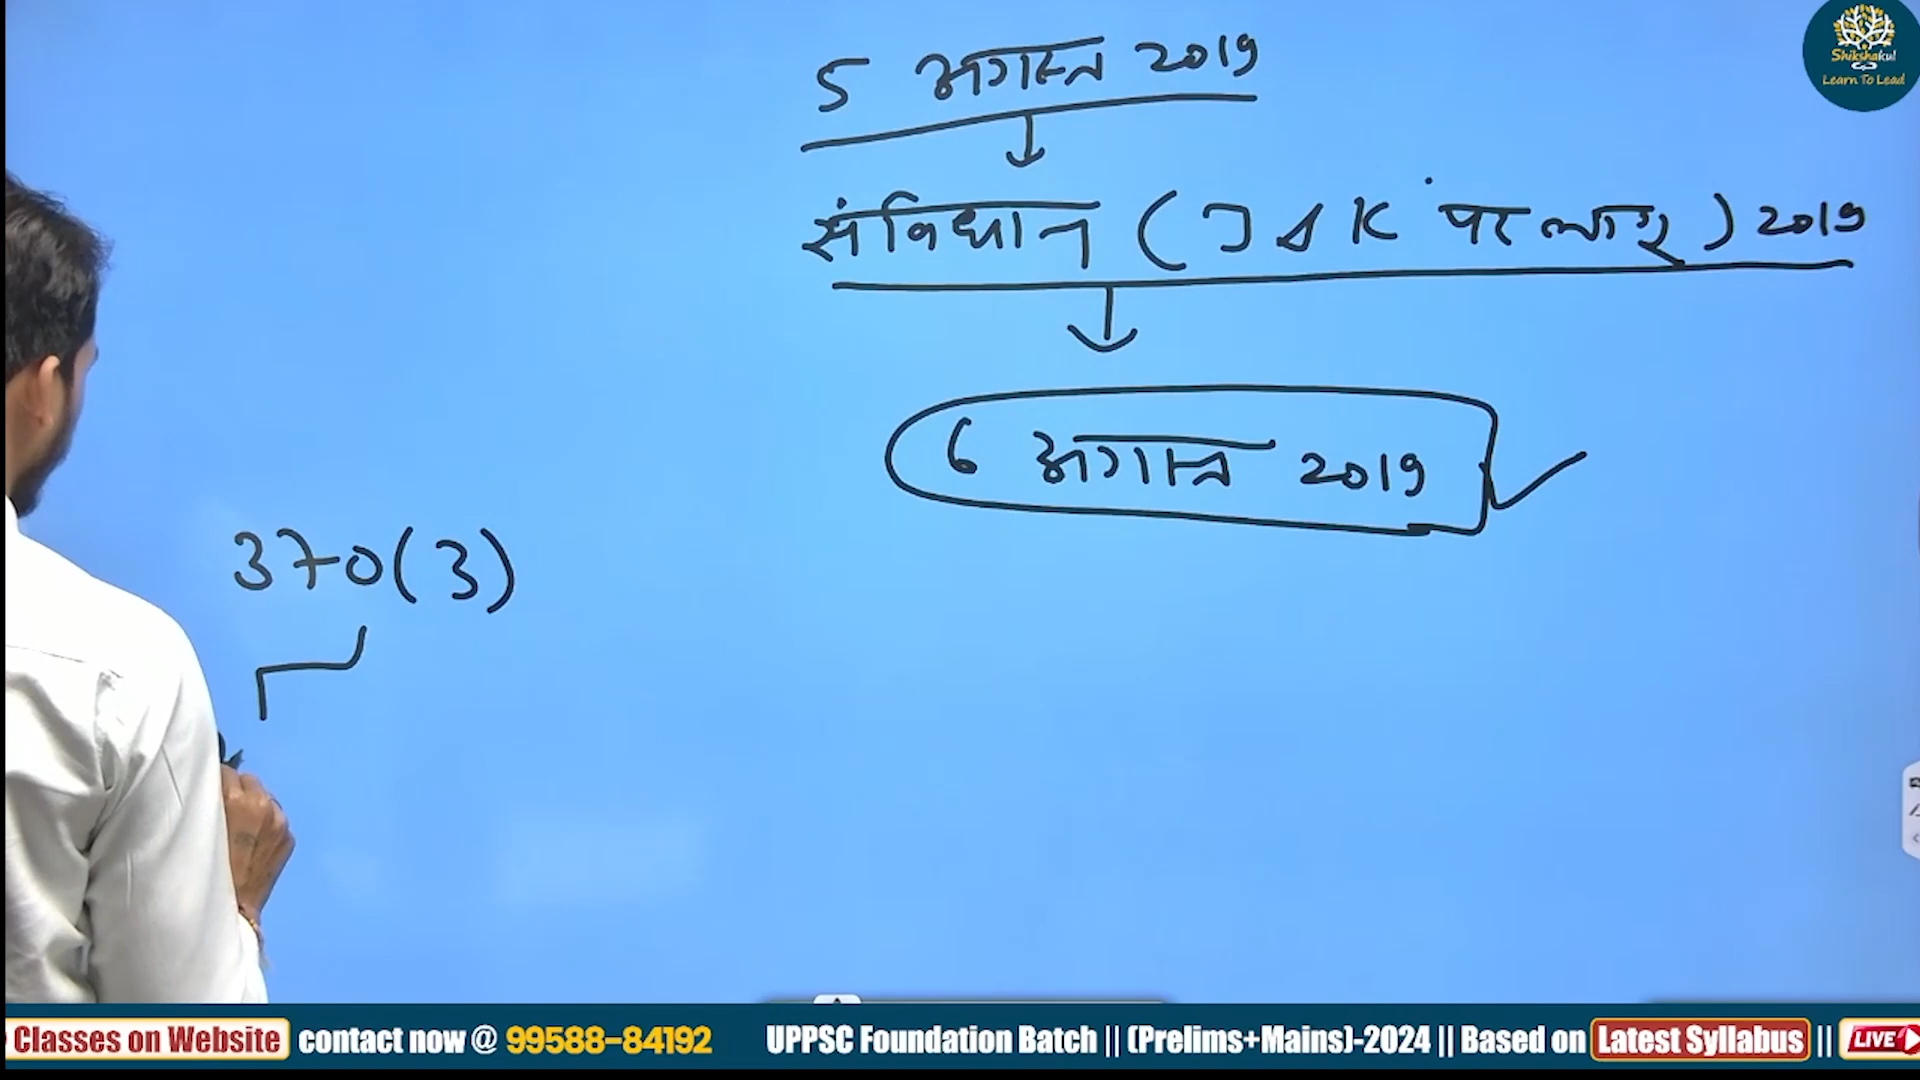 5 अगस्त 2019
संविधान ( J & K पर लागू ) 2019
6 अगस्त 2019
370(3)
Shikshakul
Learn To Lead
Classes on Website contact now @ 99588-84192 UPPSC Foundation Batch || (Prelims+Mains)-2024 || Based on Latest Syllabus || LIVE